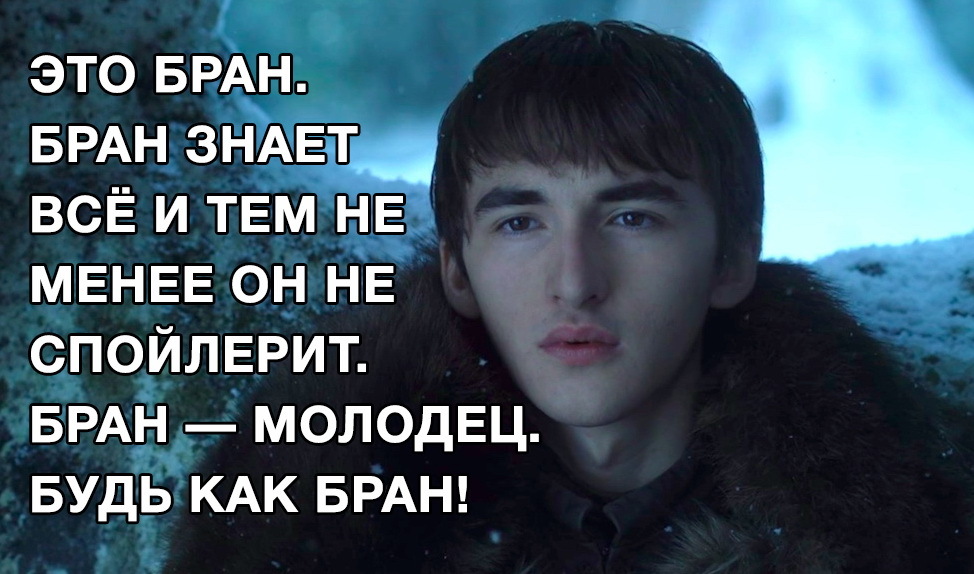 ЭТО БРАН.
БРАН ЗНАЕТ
ВСЁ И ТЕМ НЕ
МЕНЕЕ ОН НЕ
СПОЙЛЕРИТ.
БРАН — МОЛОДЕЦ.
БУДЬ КАК БРАН!